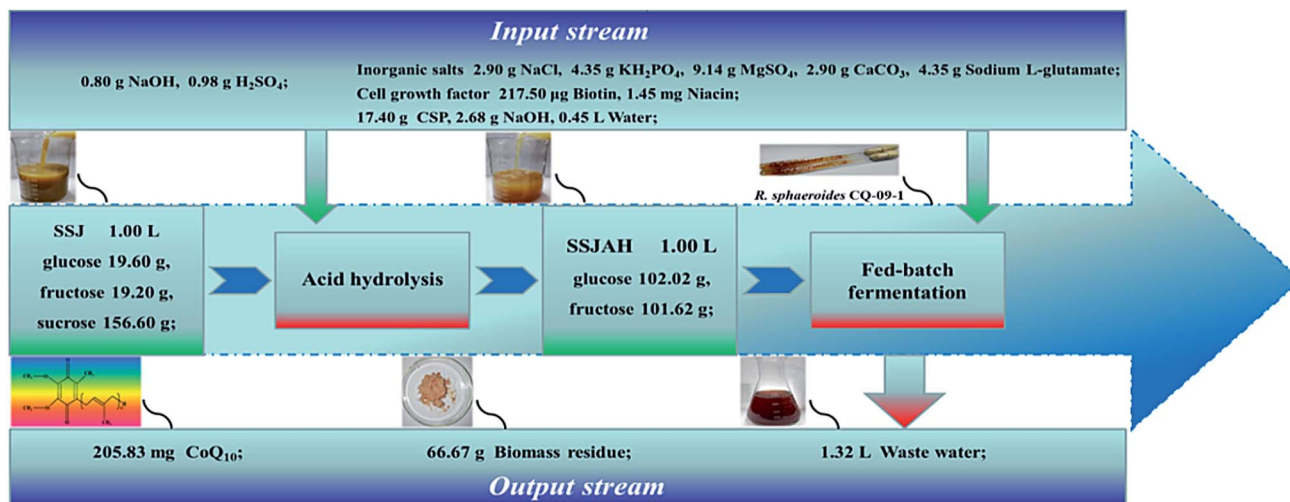 Input stream
0.80 g NaOH, 0.98 g H₂SO₄;
Inorganic salts 2.90 g NaCl, 4.35 g KH₂PO₄, 9.14 g MgSO₄, 2.90 g CaCO₃, 4.35 g Sodium L-glutamate;
Cell growth factor 217.50 μg Biotin, 1.45 mg Niacin;
17.40 g CSP, 2.68 g NaOH, 0.45 L Water;
R. sphaeroides CQ-09-1
SSJ 1.00 L
glucose 19.60 g,
fructose 19.20 g,
sucrose 156.60 g;
Acid hydrolysis
SSJAH 1.00 L
glucose 102.02 g,
fructose 101.62 g;
Fed-batch
fermentation
205.83 mg CoQ₁₀;
66.67 g Biomass residue;
1.32 L Waste water;
Output stream